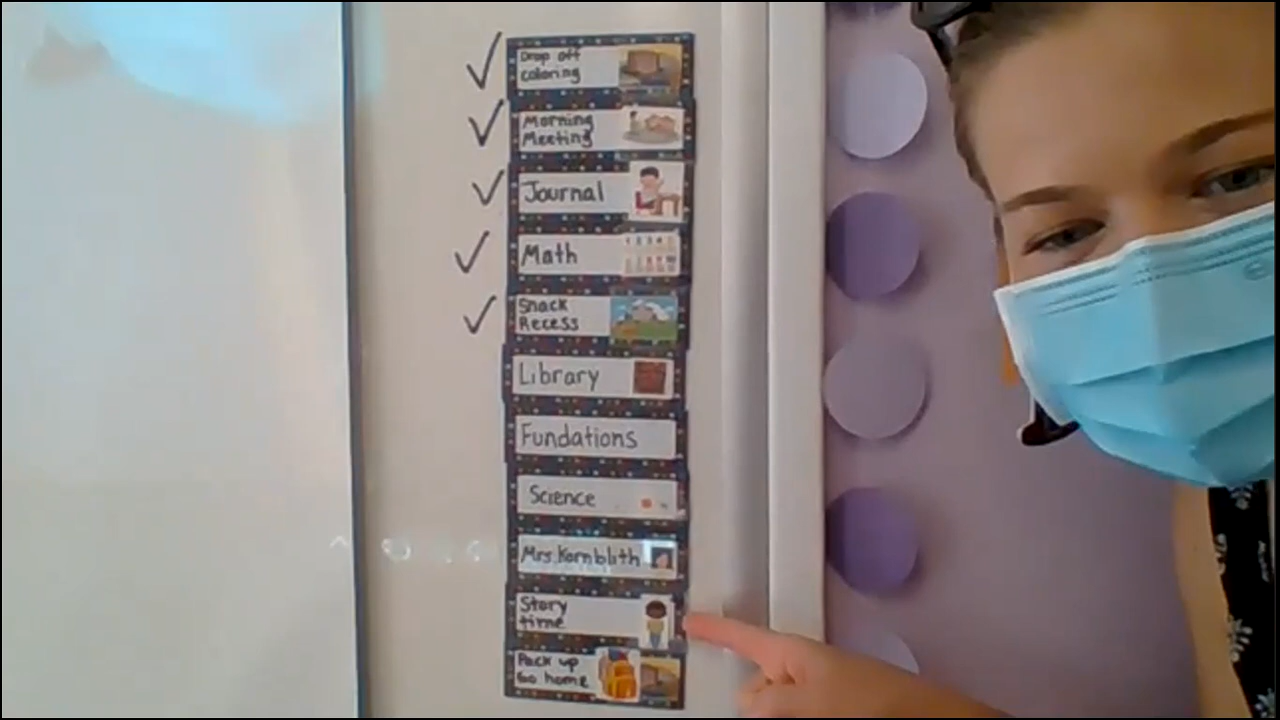 Drop off
coloring
Morning
Meeting
Journal
Math
Snack
Recess
Library
Fundations
Science
Mrs. Kornblith
Story
time
Pack up
Go home